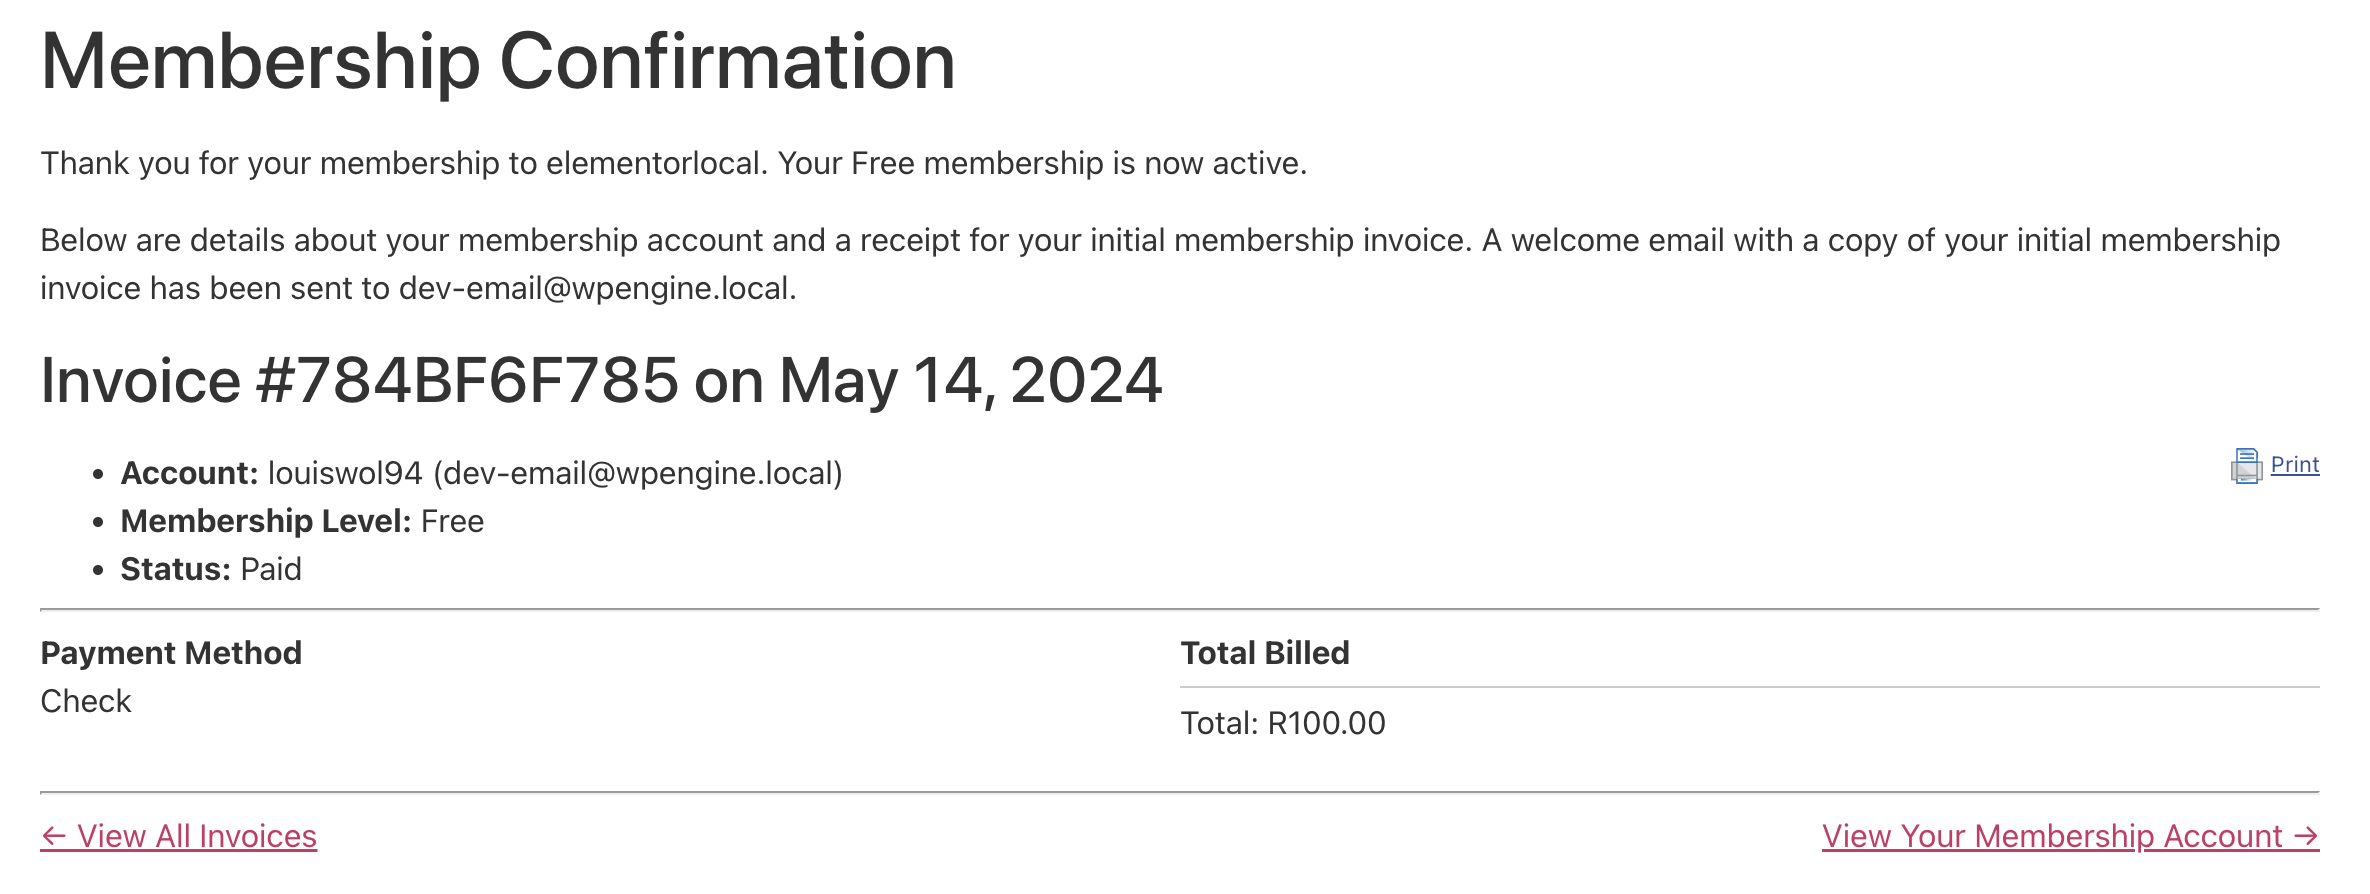 Membership Confirmation
Thank you for your membership to elementorlocal. Your Free membership is now active.
Below are details about your membership account and a receipt for your initial membership invoice. A welcome email with a copy of your initial membership
invoice has been sent to dev-email@wpengine.local.
Invoice #784BF6F785 on May 14, 2024
• Account: louiswol94 (dev-email@wpengine.local)
Print
• Membership Level: Free
• Status: Paid
Payment Method
Check
Total Billed
Total: R100.00
← View All Invoices
View Your Membership Account →